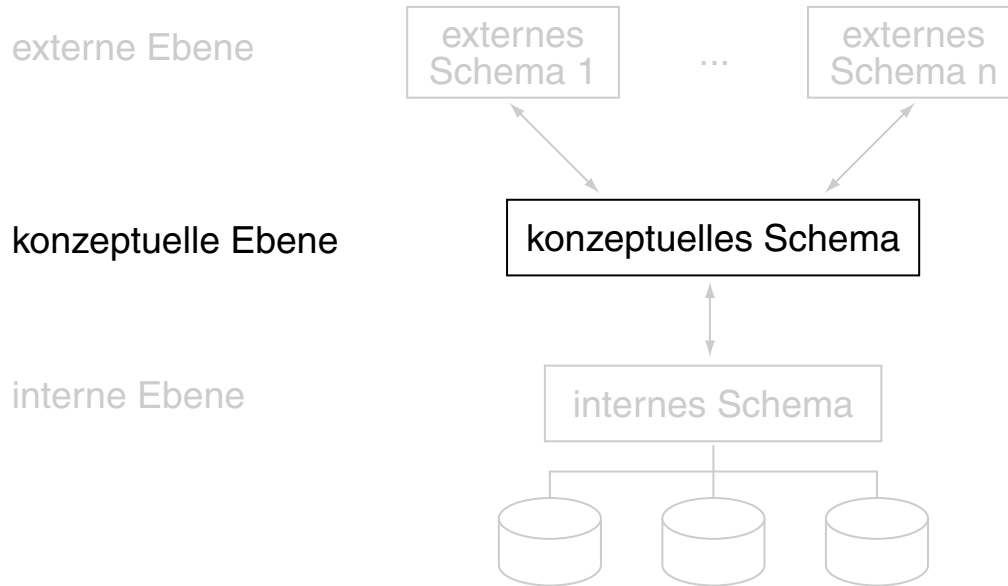 externe Ebene
externes
Schema 1
...
externes
Schema n
konzeptuelle Ebene
konzeptuelles Schema
interne Ebene
internes Schema